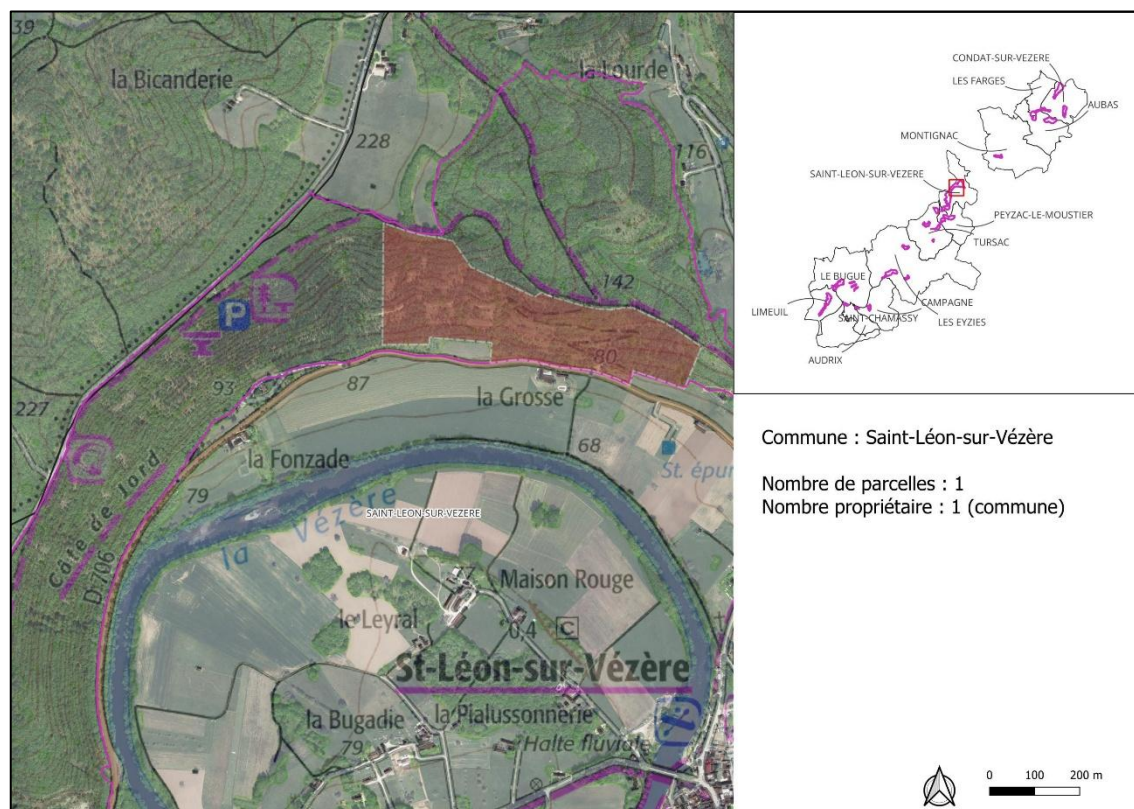 39
la Bicanderie
la Lourde
228
116
142
P
80
93
87
227
la Grosse
68
la Fonzade
79
St. épur
la Vézère
SAINT-LEON-SUR-VEZERE
Côte de Jord
D 706
Maison Rouge
le Leyral
0,4
C
St-Léon-sur-Vézère
la Bugadie
la Pialussonnerie
79
Halte fluviale
CONDAT-SUR-VEZERE
LES FARGES
AUBAS
MONTIGNAC
SAINT-LEON-SUR-VEZERE
PEYZAC-LE-MOUSTIER
TURSAC
LE BUGUE
CAMPAGNE
LIMEUIL
SAINT-CHAMASSY
LES EYZIES
AUDRIX
Commune : Saint-Léon-sur-Vézère
Nombre de parcelles : 1
Nombre propriétaire : 1 (commune)
0 100 200 m